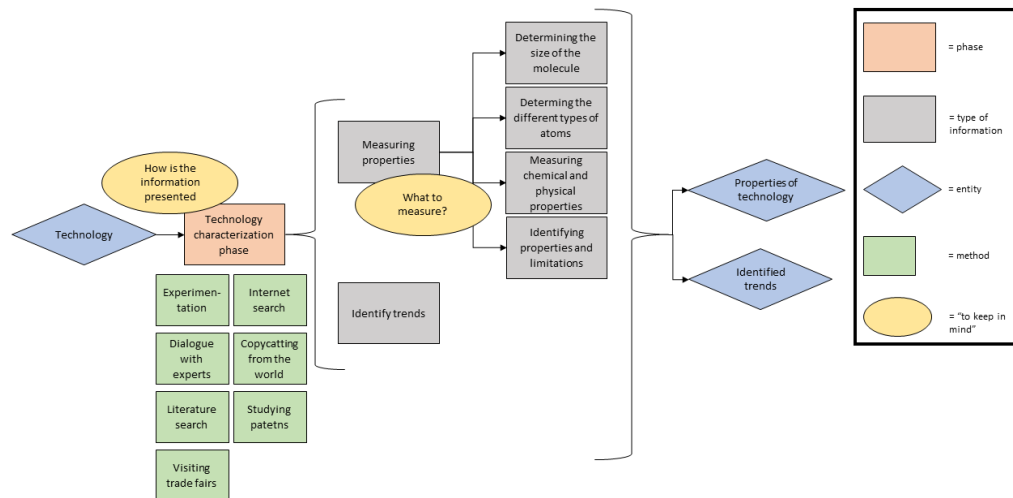 Determining the
size of the
molecule
Determing the
different types of
atoms
Measuring
properties
Measuring
chemical and
physical
properties
What to
measure?
Identifying
properties and
limitations
How is the
information
presented
Technology
Technology
characterization
phase
Experimen-
tation
Internet
search
Dialogue
with
experts
Copycatting
from the
world
Literature
search
Studying
patetns
Visiting
trade fairs
Identify trends
Properties of
technology
Identified
trends
= phase
= type of
information
= entity
= method
= “to keep in
mind”